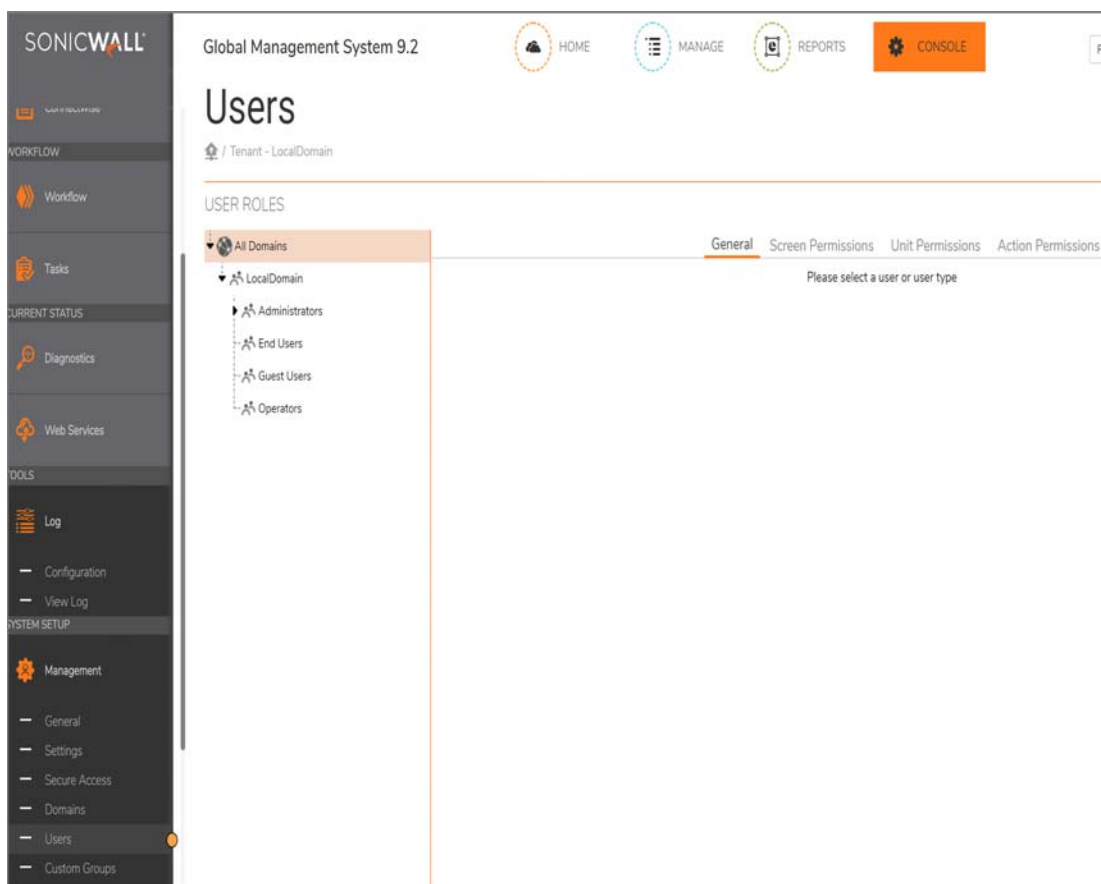 SONICWALL
Global Management System 9.2
HOME
MANAGE
REPORTS
CONSOLE
Users
/ Tenant - LocalDomain
USER ROLES
All Domains
LocalDomain
Administrators
End Users
Guest Users
Operators
General Screen Permissions Unit Permissions Action Permissions
Please select a user or user type
WORKFLOW
Workflow
Tasks
CURRENT STATUS
Diagnostics
Web Services
TOOLS
Log
Configuration
View Log
SYSTEM SETUP
Management
General
Settings
Secure Access
Domains
Users
Custom Groups